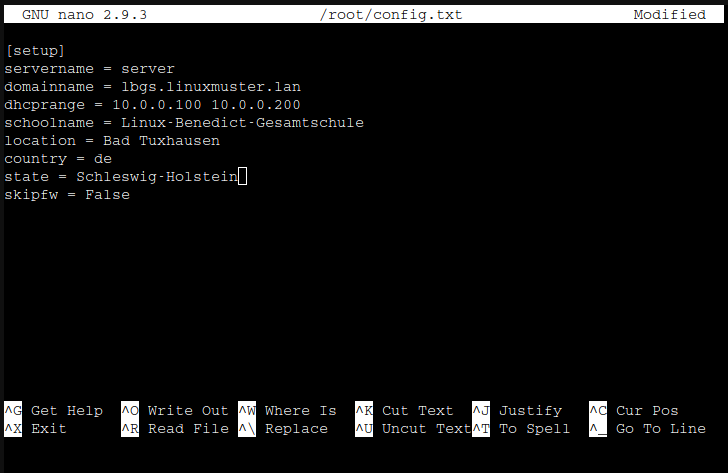 GNU nano 2.9.3 /root/config.txt Modified
[setup]
servername = server
domainname = lbgs.linuxmuster.lan
dhcprange = 10.0.0.100 10.0.0.200
schoolname = Linux-Benedict-Gesamtschule
location = Bad Tuxhausen
country = de
state = Schleswig-Holstein
skipfw = False
^G Get Help ^O Write Out ^W Where Is ^K Cut Text ^J Justify ^C Cur Pos
^X Exit ^R Read File ^\ Replace ^U Uncut Text ^T To Spell ^_ Go To Line